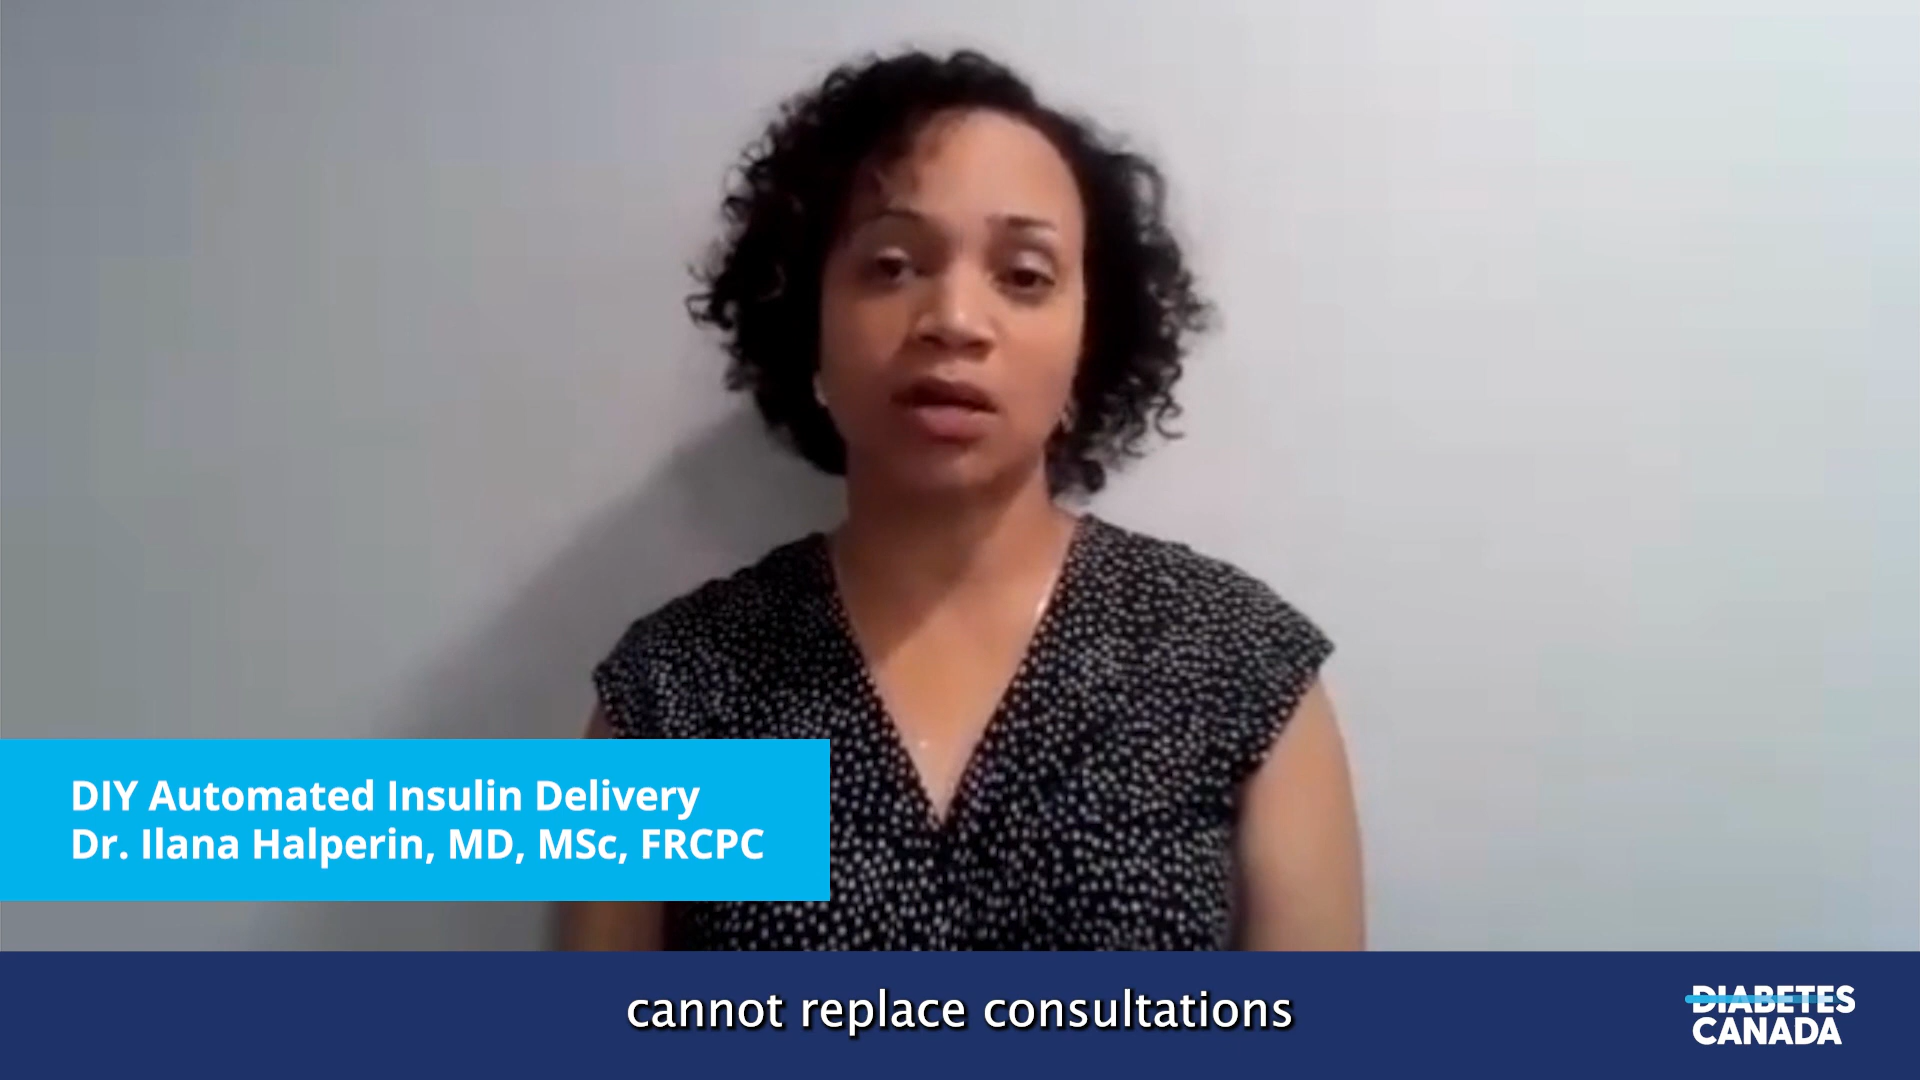 DIY Automated Insulin Delivery
Dr. Ilana Halperin, MD, MSc, FRCPC
cannot replace consultations
DIABETES
CANADA